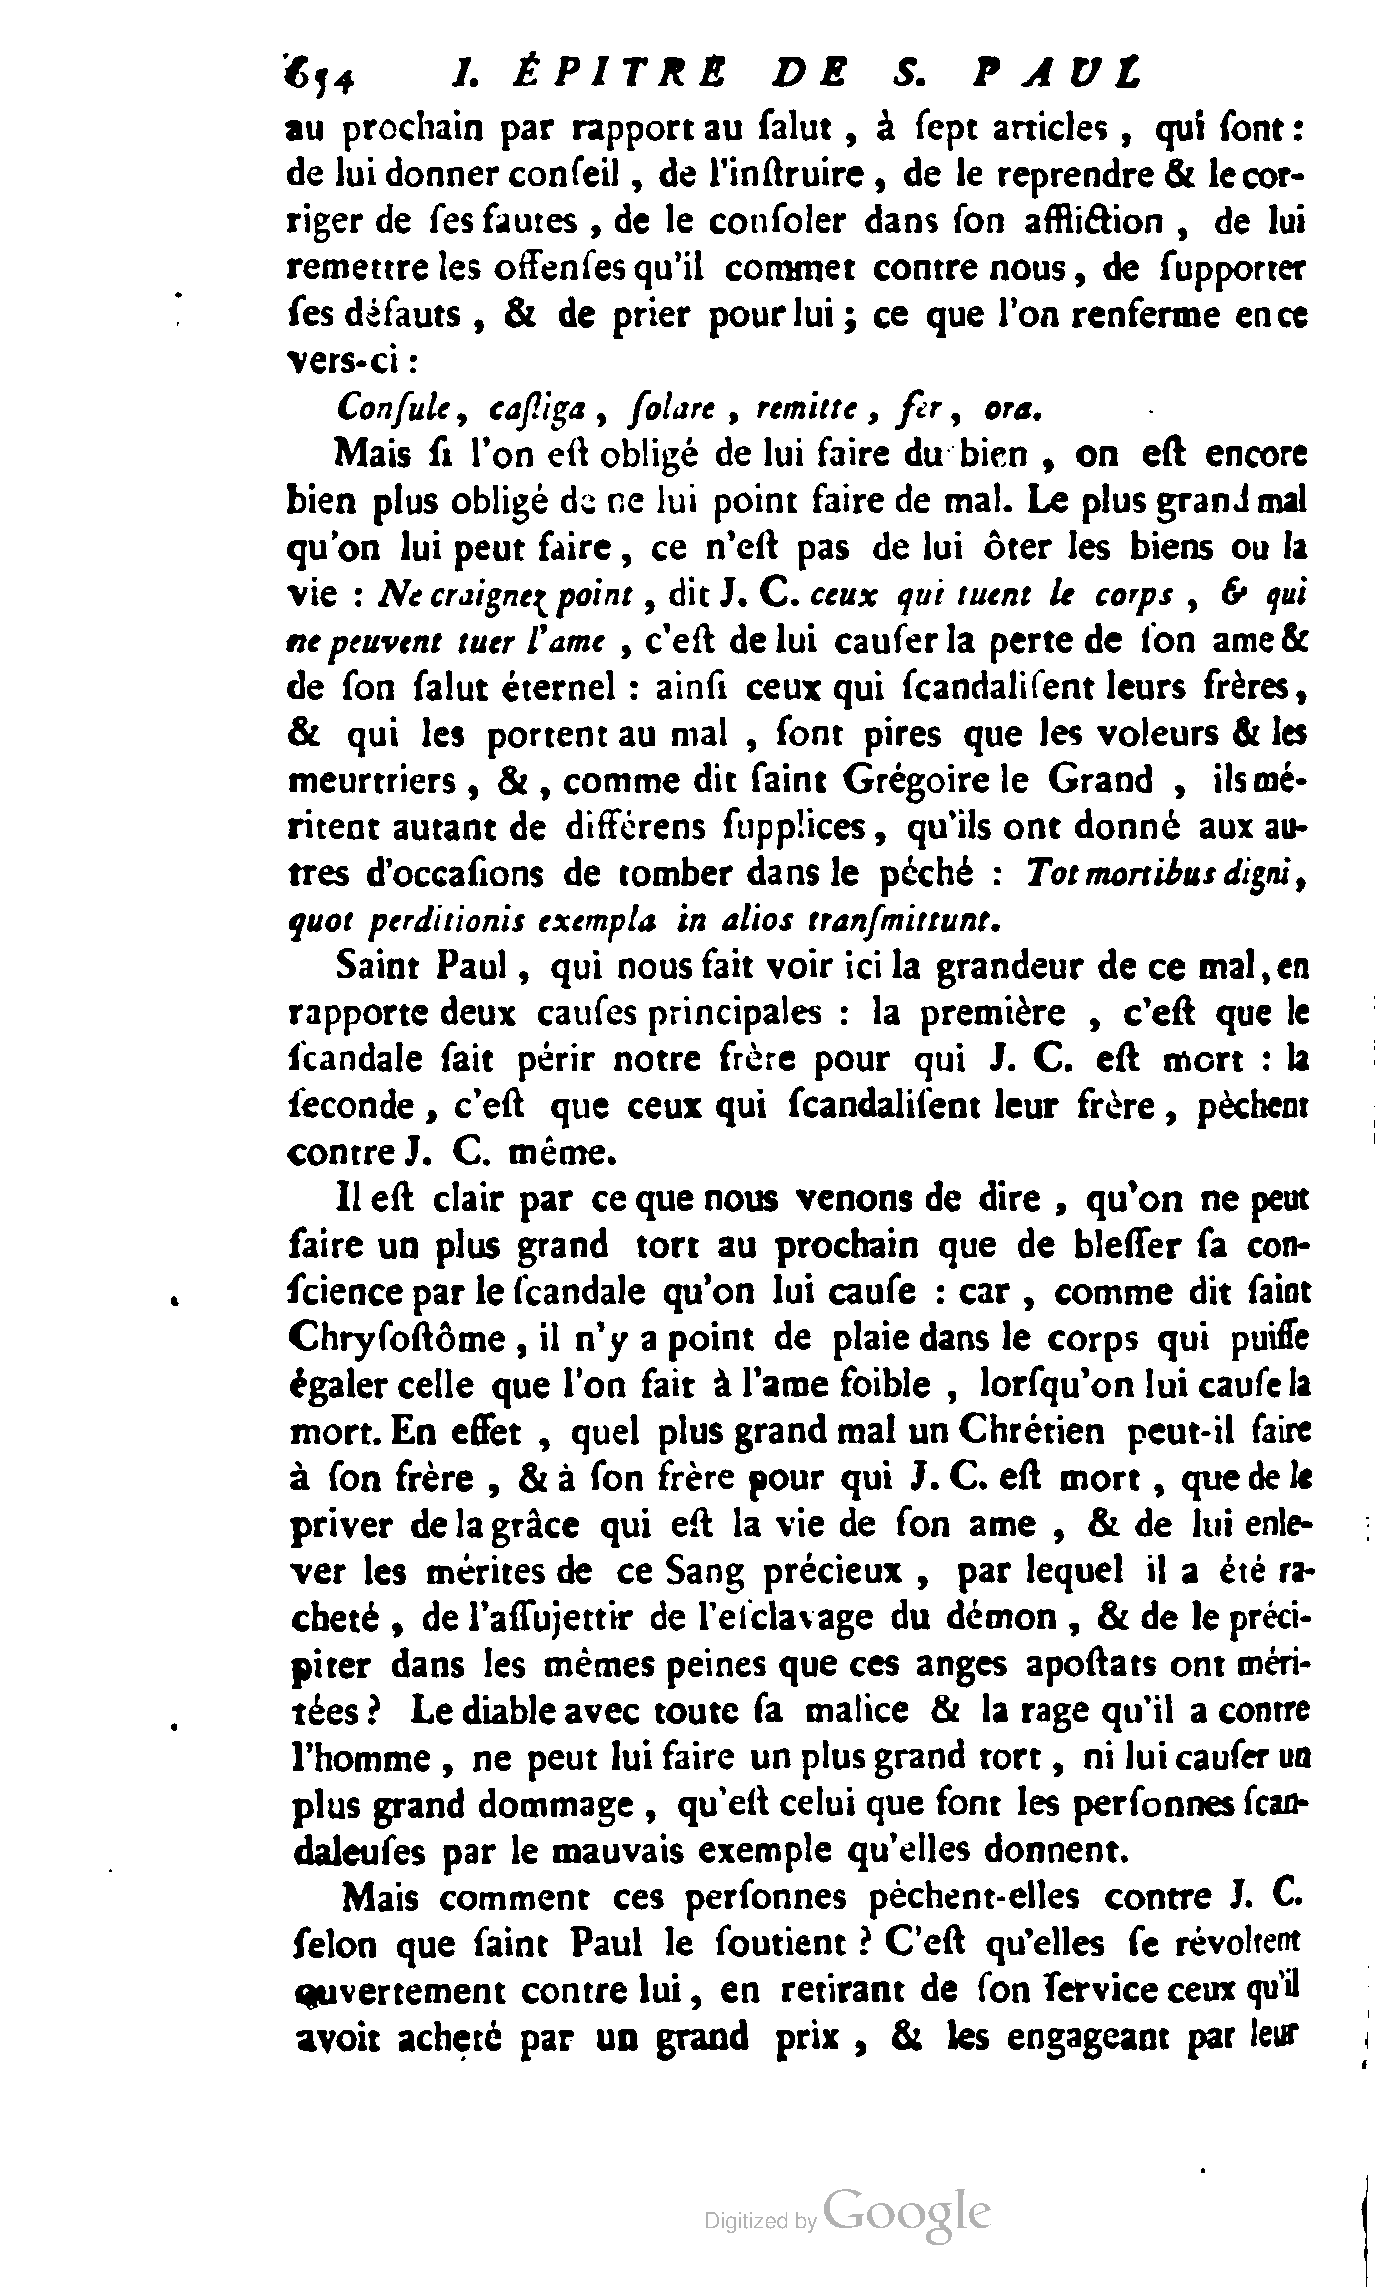 654 I. ÉPITRE DE S. PAUL
au prochain par rapport au ſalut, à ſept articles, qui ſont :
de lui donner conſeil, de l'inſtruire, de le reprendre & le cor-
riger de ſes fautes, de le conſoler dans ſon affliction, de lui
remettre les offenſes qu'il commet contre nous, de ſupporter
ſes défauts, & de prier pour lui ; ce que l'on renferme en ce
vers-ci :
Conſule, caſtiga, ſolare, remitte, fer, ora.
Mais ſi l'on eſt obligé de lui faire du bien, on eſt encore
bien plus obligé de ne lui point faire de mal. Le plus grand mal
qu'on lui peut faire, ce n'eſt pas de lui ôter les biens ou la
vie : Ne craignez point, dit J. C. ceux qui tuent le corps, & qui
ne peuvent tuer l'ame, c'eſt de lui cauſer la perte de ſon ame &
de ſon ſalut éternel : ainſi ceux qui ſcandaliſent leurs frères,
& qui les portent au mal, ſont pires que les voleurs & les
meurtriers, &, comme dit ſaint Grégoire le Grand, ils mé-
ritent autant de différens ſupplices, qu'ils ont donné aux au-
tres d'occaſions de tomber dans le péché : Tot mortibus digni,
quot perditionis exempla in alios tranſmittunt.
Saint Paul, qui nous fait voir ici la grandeur de ce mal, en
rapporte deux cauſes principales : la première, c'eſt que le
ſcandale fait périr notre frère pour qui J. C. eſt mort : la
ſeconde, c'eſt que ceux qui ſcandaliſent leur frère, pèchent
contre J. C. même.
Il eſt clair par ce que nous venons de dire, qu'on ne peut
faire un plus grand tort au prochain que de bleſſer ſa con-
ſcience par le ſcandale qu'on lui cauſe : car, comme dit ſaint
Chryſoſtôme, il n'y a point de plaie dans le corps qui puiſſe
égaler celle que l'on fait à l'ame foible, lorſqu'on lui cauſe la
mort. En effet, quel plus grand mal un Chrétien peut-il faire
à ſon frère, & à ſon frère pour qui J. C. eſt mort, que de le
priver de la grâce qui eſt la vie de ſon ame, & de lui enle-
ver les mérites de ce Sang précieux, par lequel il a été ra-
cheté, de l'aſſujettir de l'eſclavage du démon, & de le préci-
piter dans les mêmes peines que ces anges apoſtats ont méri-
tées ? Le diable avec toute ſa malice & la rage qu'il a contre
l'homme, ne peut lui faire un plus grand tort, ni lui cauſer un
plus grand dommage, qu'eſt celui que font les perſonnes ſcan-
daleuſes par le mauvais exemple qu'elles donnent.
Mais comment ces perſonnes pèchent-elles contre J. C.
ſelon que ſaint Paul le ſoutient ? C'eſt qu'elles ſe révoltent
ouvertement contre lui, en retirant de ſon ſervice ceux qu'il
avoit acheté par un grand prix, & les engageant par leur
Digitized by Google